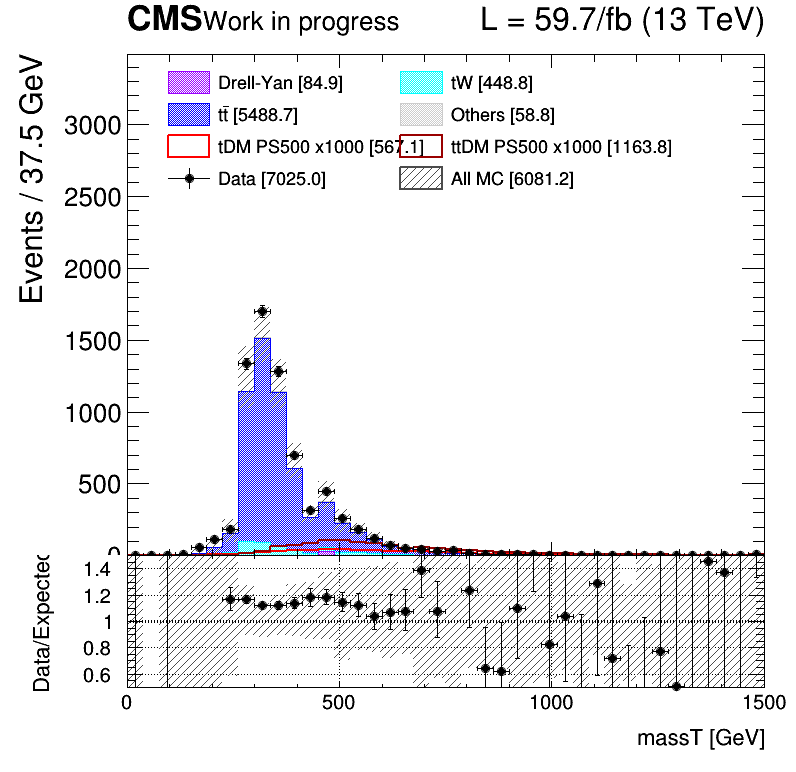 CMS Work in progress L = 59.7/fb (13 TeV)
Events / 37.5 GeV
Drell-Yan [84.9] tW [448.8]
tt̄ [5488.7] Others [58.8]
tDM PS500 x1000 [567.1] ttDM PS500 x1000 [1163.8]
Data [7025.0] All MC [6081.2]
3000
2500
2000
1500
1000
500
0
Data/Expected
1.4
1.2
1
0.8
0.6
0 500 1000 1500
massT [GeV]